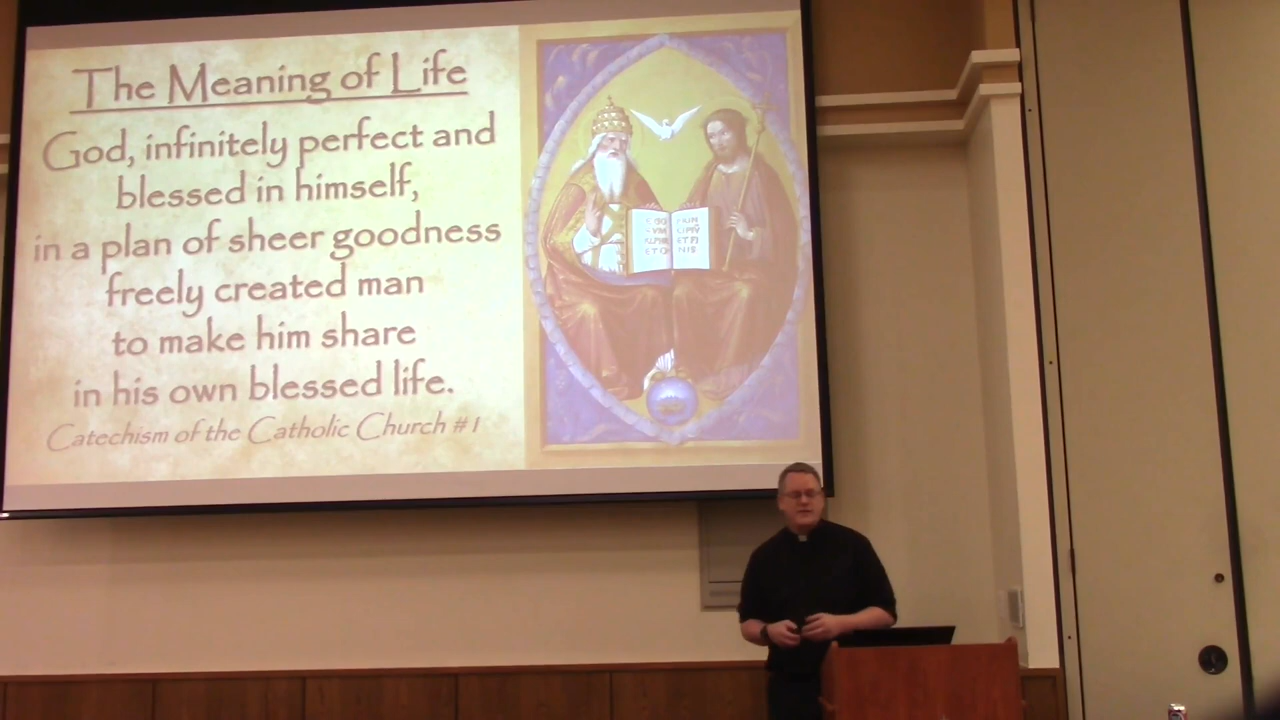 The Meaning of Life
God, infinitely perfect and
blessed in himself,
in a plan of sheer goodness
freely created man
to make him share
in his own blessed life.
Catechism of the Catholic Church #1